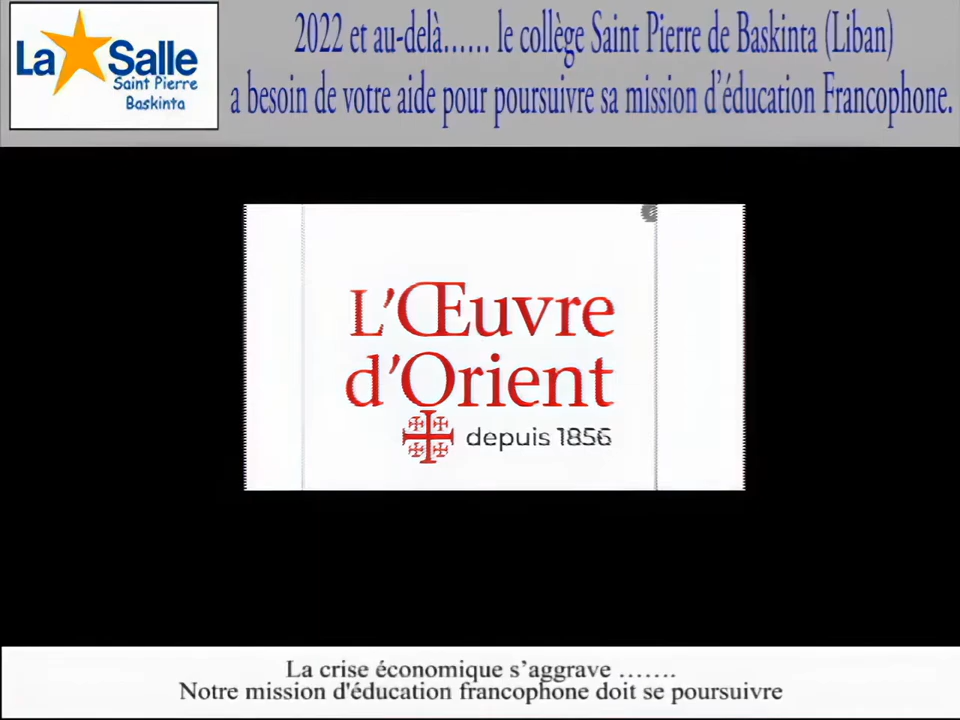 La Salle
Saint Pierre
Baskinta
2022 et au-delà...... le collège Saint Pierre de Baskinta (Liban)
a besoin de votre aide pour poursuivre sa mission d'éducation Francophone.
L'Œuvre
d'Orient
depuis 1856
La crise économique s'aggrave .......
Notre mission d'éducation francophone doit se poursuivre